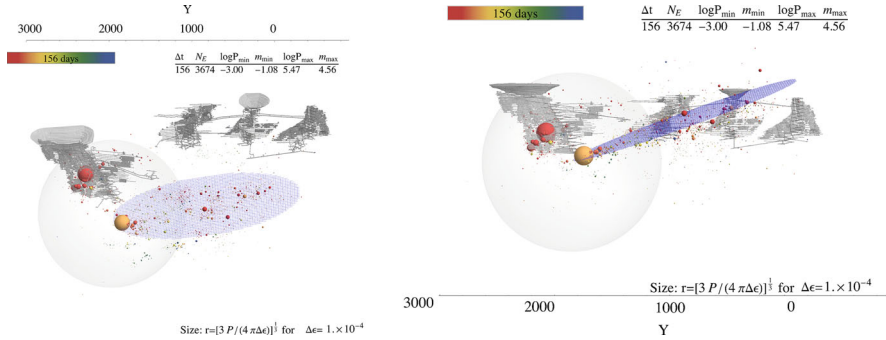 Y
3000 2000 1000 0
156 days
Δt N_E logP_min m_min logP_max m_max
156 3674 −3.00 −1.08 5.47 4.56
Size: r=[3 P/(4 πΔϵ)]^{1/3} for Δϵ= 1.×10^{-4}
156 days
Δt N_E logP_min m_min logP_max m_max
156 3674 −3.00 −1.08 5.47 4.56
Size: r=[3 P/(4 πΔϵ)]^{1/3} for Δϵ= 1.×10^{-4}
3000 2000 1000 0
Y